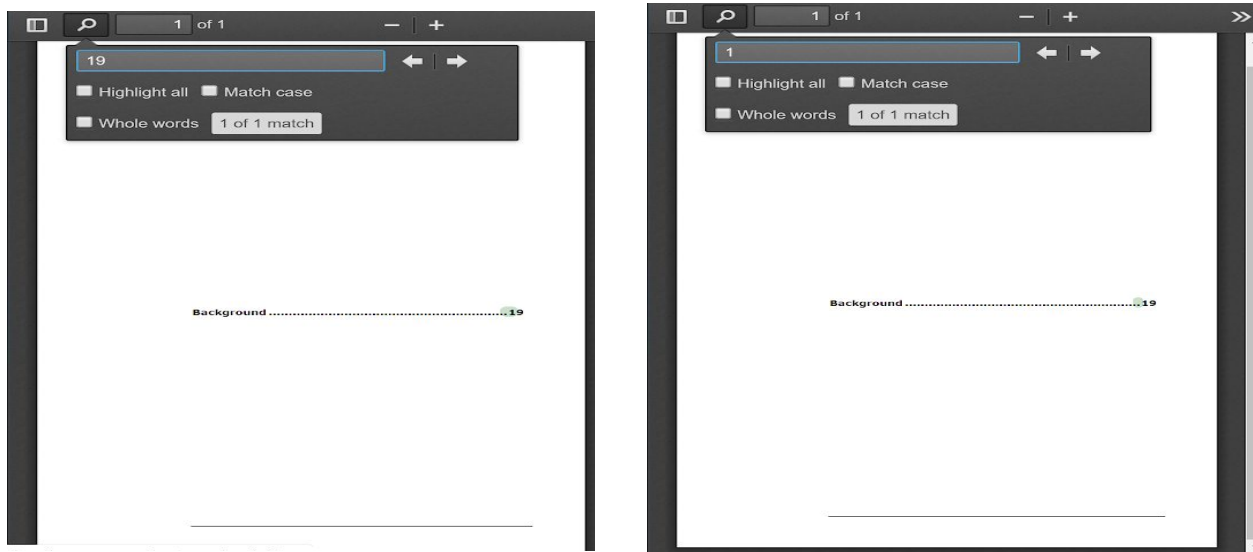 1 of 1
19
Highlight all Match case
Whole words 1 of 1 match
Background ............................................................19
1 of 1
1
Highlight all Match case
Whole words 1 of 1 match
Background ............................................................19